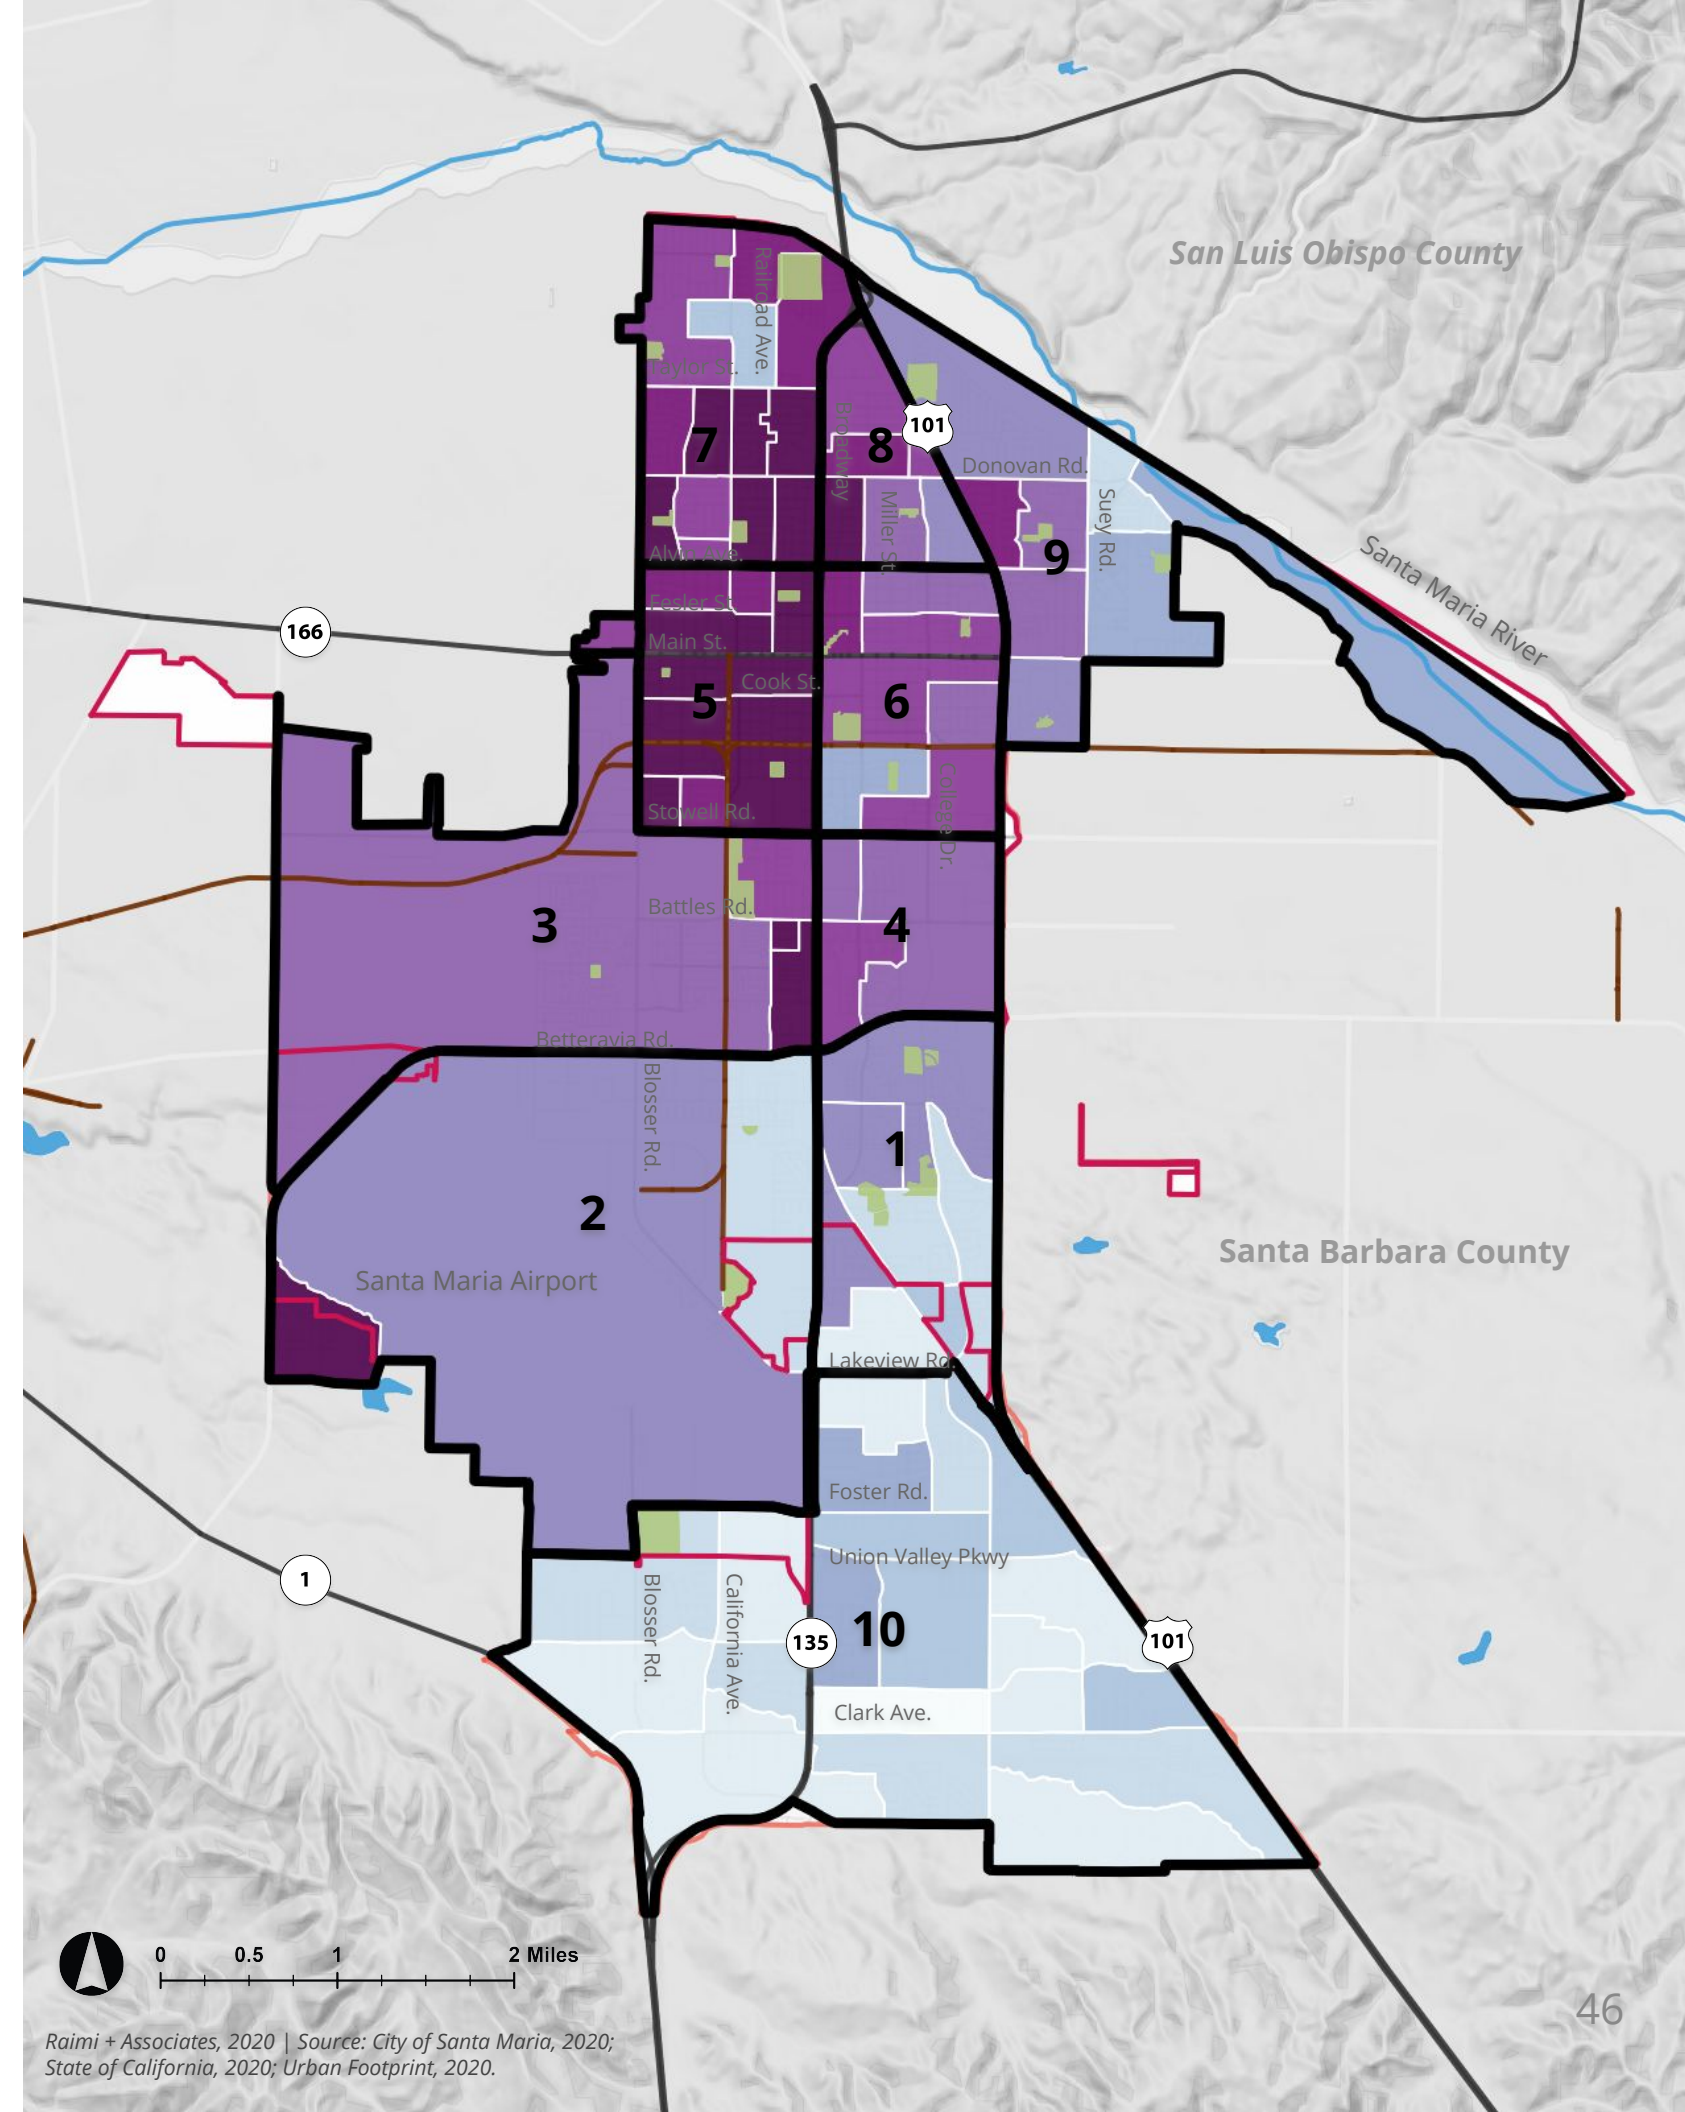 San Luis Obispo County
Railroad Ave.
Taylor St.
7
Broadway
8
101
Donovan Rd.
Miller St.
Suey Rd.
9
Alvin Ave.
Santa Maria River
Fesler St.
166
Main St.
Cook St.
5
6
College Dr.
Stowell Rd.
Battles Rd.
3
4
Betteravia Rd.
Blosser Rd.
1
2
Santa Maria Airport
Santa Barbara County
Lakeview Rd.
Foster Rd.
Union Valley Pkwy
1
Blosser Rd.
California Ave.
135
10
101
Clark Ave.
0 0.5 1 2 Miles
46
Raimi + Associates, 2020 | Source: City of Santa Maria, 2020;
State of California, 2020; Urban Footprint, 2020.